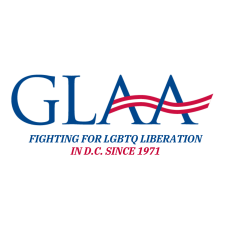 GLAA
FIGHTING FOR LGBTQ LIBERATION
IN D.C. SINCE 1971